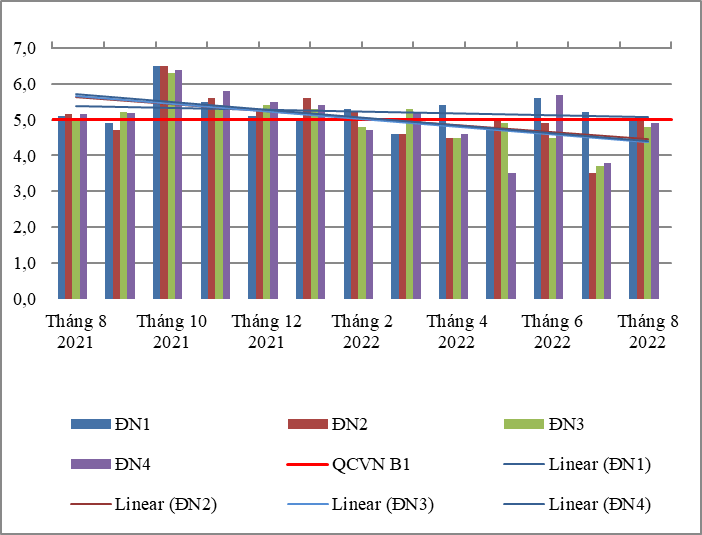 7,0
6,0
5,0
4,0
3,0
2,0
1,0
0,0
Tháng 8 Tháng 10 Tháng 12 Tháng 2 Tháng 4 Tháng 6 Tháng 8
2021 2021 2021 2022 2022 2022 2022
ĐN1 ĐN2 ĐN3
ĐN4 QCVN B1 Linear (ĐN1)
Linear (ĐN2) Linear (ĐN3) Linear (ĐN4)